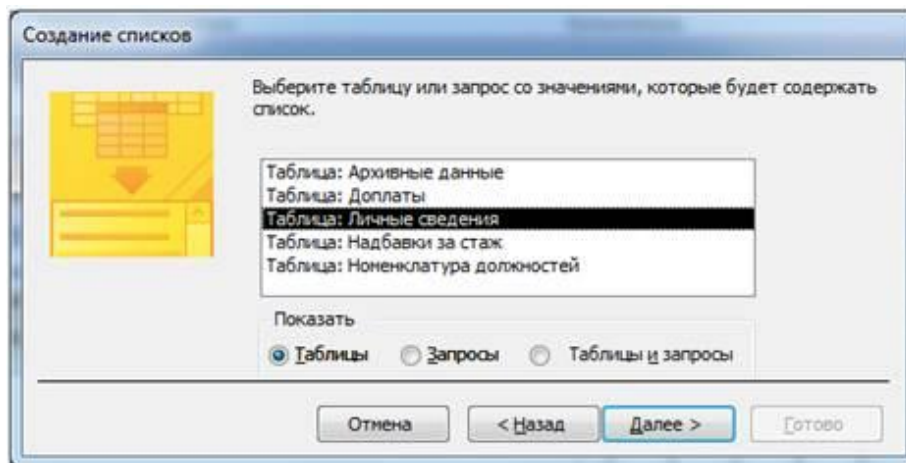 Создание списков
Выберите таблицу или запрос со значениями, которые будет содержать
список.
Таблица: Архивные данные
Таблица: Доплаты
Таблица: Личные сведения
Таблица: Надбавки за стаж
Таблица: Номенклатура должностей
Показать
Таблицы Запросы Таблицы и запросы
Отмена < Назад Далее > Готово